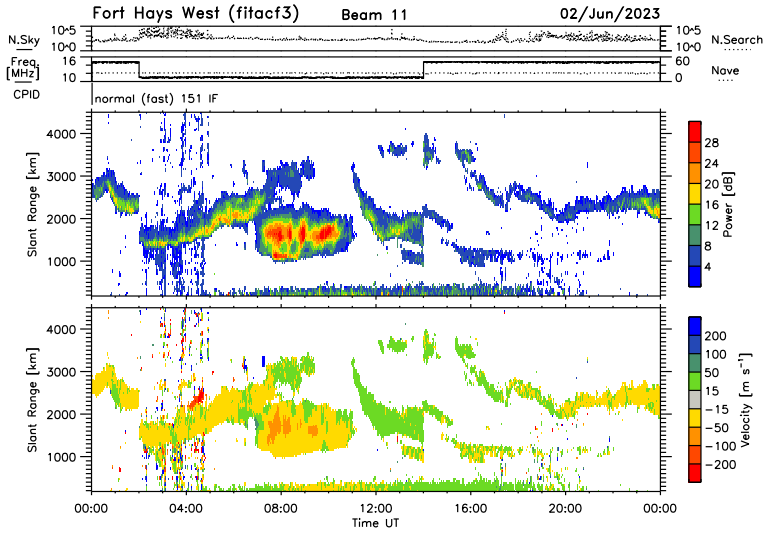 Fort Hays West (fitacf3) Beam 11 02/Jun/2023
N.Sky 10^5 10^0 10^5 10^0 N.Search
Freq. [MHz] 16 10 60 0 Nave
CPID normal (fast) 151 IF
Slant Range [km] 4000 3000 2000 1000
Power [dB] 28 24 20 16 12 8 4
Slant Range [km] 4000 3000 2000 1000
Velocity [m s⁻¹] 200 100 50 15 −15 −50 −100 −200
00:00 04:00 08:00 12:00 16:00 20:00 00:00
Time UT